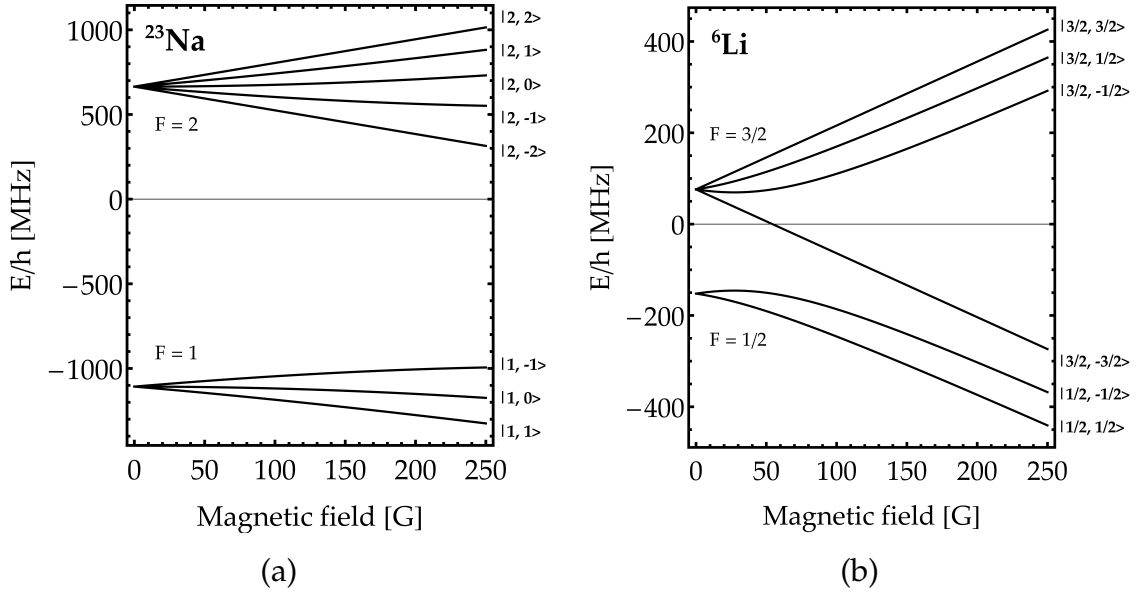 ²³Na
1000
500
0
−500
−1000
E/h [MHz]
F = 2
F = 1
|2, 2>
|2, 1>
|2, 0>
|2, -1>
|2, -2>
|1, -1>
|1, 0>
|1, 1>
0 50 100 150 200 250
Magnetic field [G]
(a)
⁶Li
400
200
0
−200
−400
E/h [MHz]
F = 3/2
F = 1/2
|3/2, 3/2>
|3/2, 1/2>
|3/2, -1/2>
|3/2, -3/2>
|1/2, -1/2>
|1/2, 1/2>
0 50 100 150 200 250
Magnetic field [G]
(b)